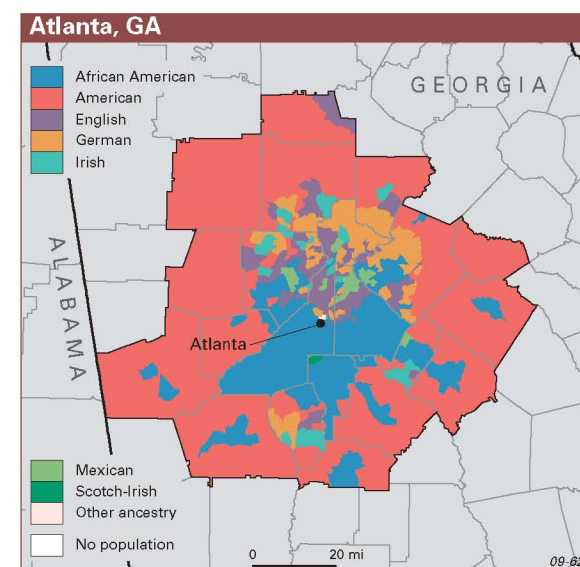 Atlanta, GA
African American
American
English
German
Irish
GEORGIA
ALABAMA
Atlanta
Mexican
Scotch-Irish
Other ancestry
No population
0 20 mi